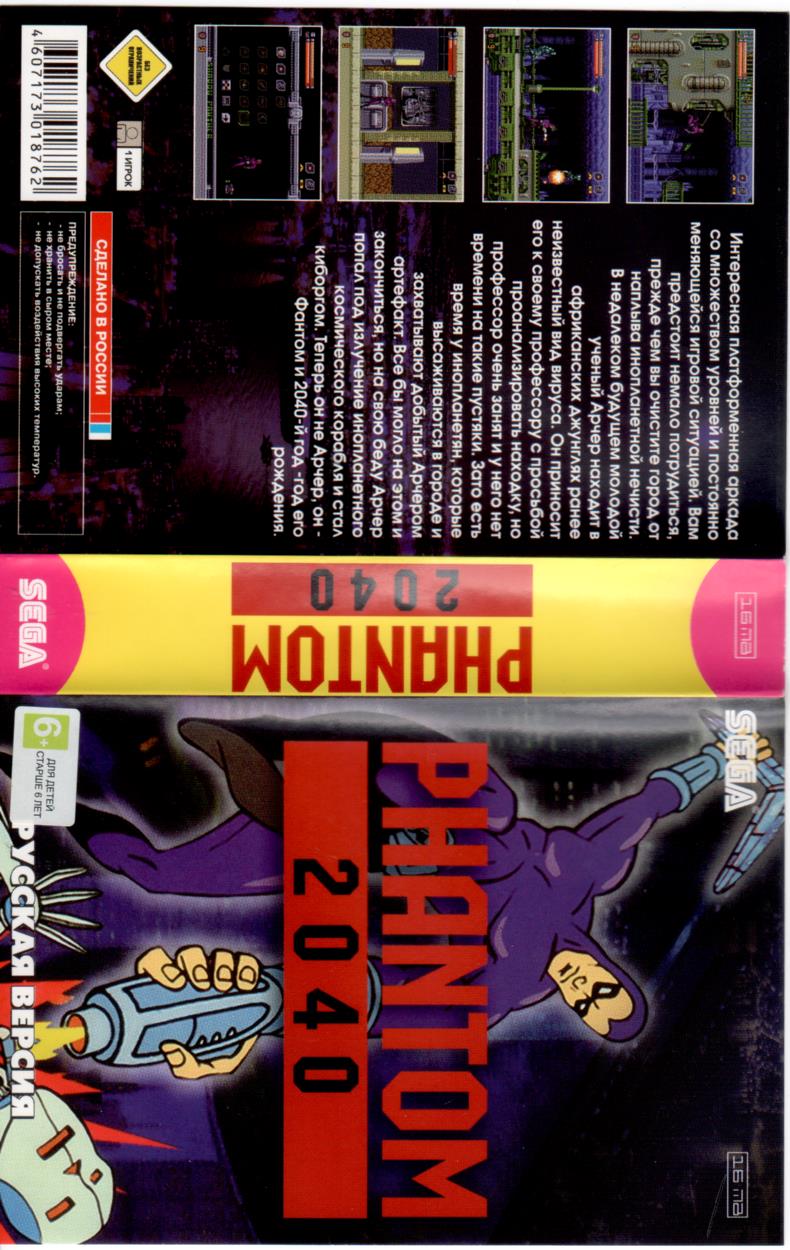 Интересная платформенная аркада
со множеством уровней и постоянно
меняющейся игровой ситуацией. Вам
предстоит немало потрудиться,
прежде чем вы очистите город от
наплыва инопланетной нечисти.
В недалеком будущем молодой
ученый Арчер находит в
африканских джунглях ранее
неизвестный вид вируса. Он приносит
его к своему профессору с просьбой
проанализировать находку, но
профессор очень занят и у него нет
времени на такие пустяки. Зато есть
время у инопланетян, которые
высаживаются в городе и
захватывают добытый Арчером
артефакт. Все бы могло на этом и
закончиться, но на свою беду Арчер
попал под излучение инопланетного
космического корабля и стал
киборгом. Теперь он не Арчер, он -
Фантом и 2040-й год -год его
рождения.
БЕЗ
ВОЗРАСТНЫХ
ОГРАНИЧЕНИЙ
1 ИГРОК
4 607173 018762
СДЕЛАНО В РОССИИ
ПРЕДУПРЕЖДЕНИЕ:
- не бросать и не подвергать ударам;
- не хранить в сыром месте;
- не допускать воздействия высоких температур.
16 MB
PHANTOM
2040
SEGA®
SEGA
16 MB
PHANTOM
2040
6+
ДЛЯ ДЕТЕЙ
СТАРШЕ 6 ЛЕТ
РУССКАЯ ВЕРСИЯ